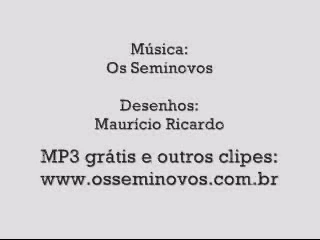 Música:
Os Seminovos
Desenhos:
Maurício Ricardo
MP3 grátis e outros clipes:
www.osseminovos.com.br